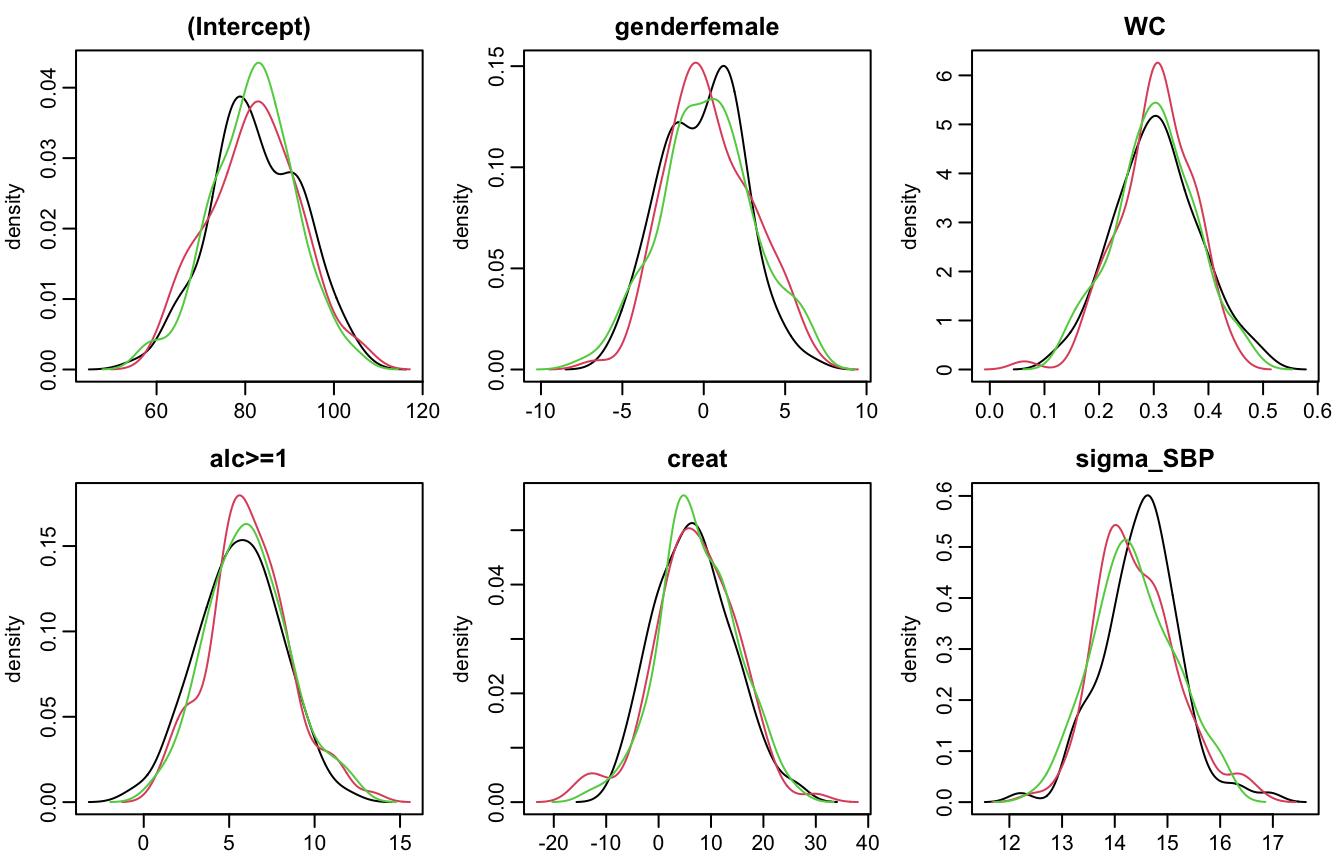 (Intercept)
density
0.00 0.01 0.02 0.03 0.04
60 80 100 120
genderfemale
density
0.00 0.05 0.10 0.15
-10 -5 0 5 10
WC
density
0 1 2 3 4 5 6
0.0 0.1 0.2 0.3 0.4 0.5 0.6
alc>=1
density
0.00 0.05 0.10 0.15
0 5 10 15
creat
density
0.00 0.02 0.04
-20 -10 0 10 20 30 40
sigma_SBP
density
0.0 0.1 0.2 0.3 0.4 0.5 0.6
12 13 14 15 16 17